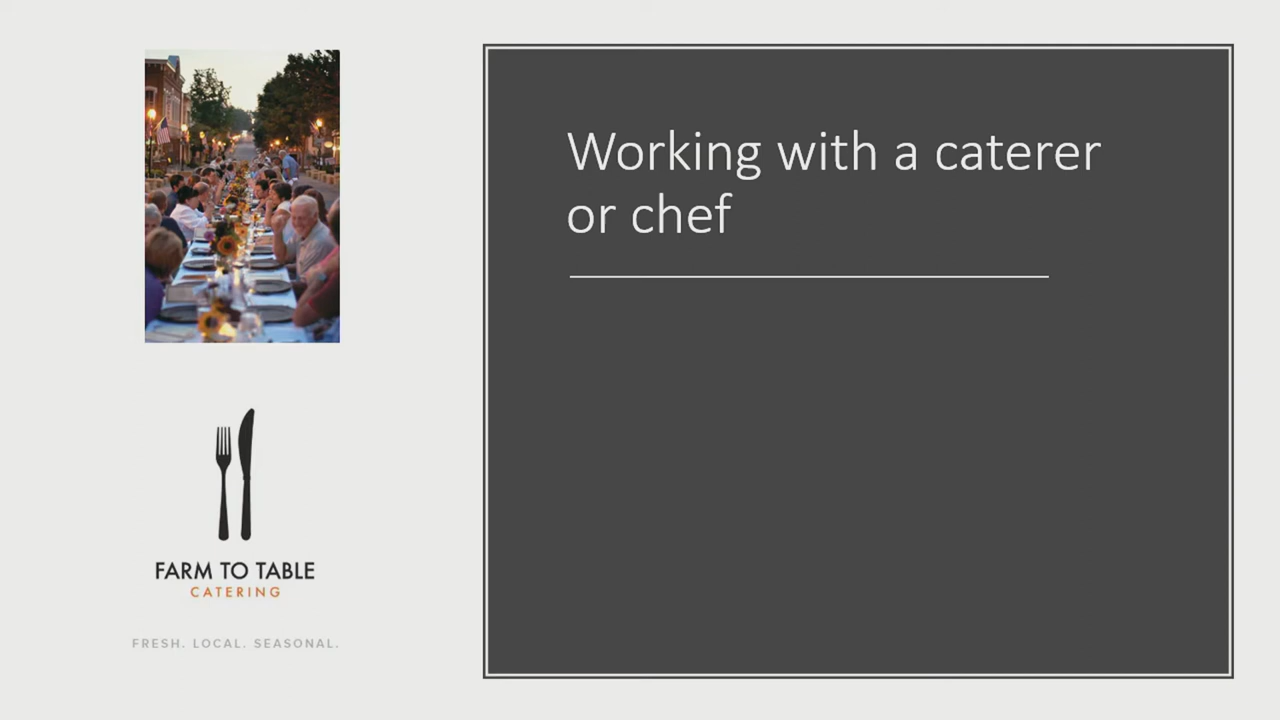 Working with a caterer
or chef
FARM TO TABLE
CATERING
FRESH. LOCAL. SEASONAL.